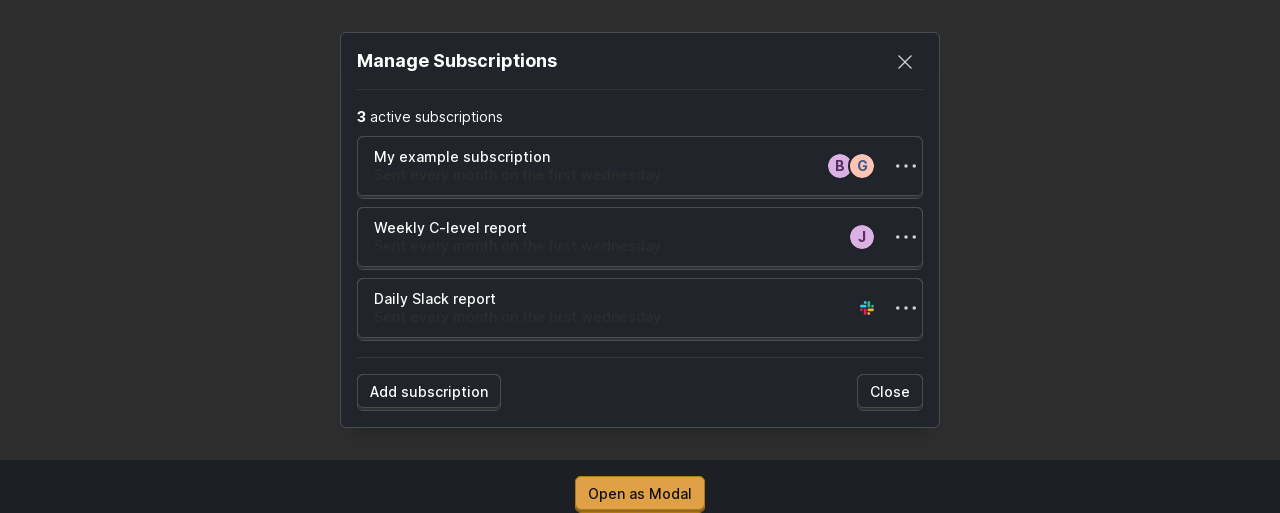 Manage Subscriptions
3 active subscriptions
My example subscription
Sent every month on the first wednesday
B G
Weekly C-level report
Sent every month on the first wednesday
J
Daily Slack report
Sent every month on the first wednesday
Add subscription
Close
Open as Modal